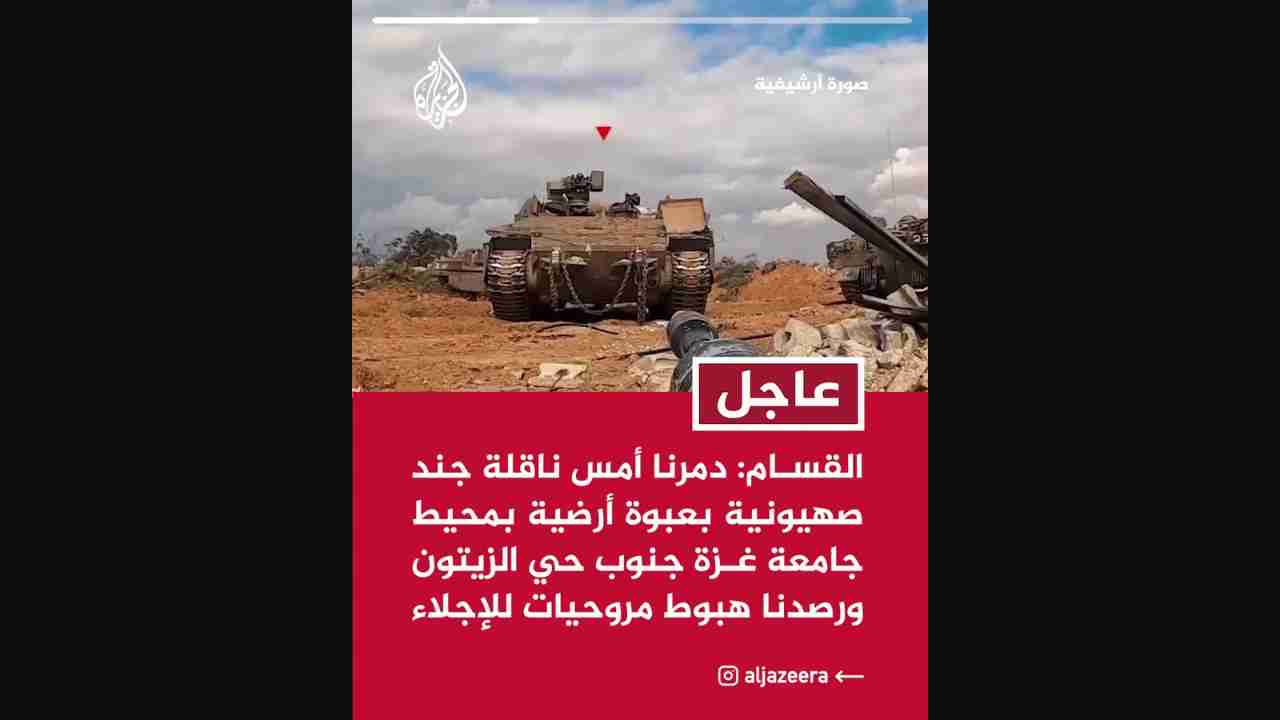 صورة أرشيفية
الجزيرة
عاجل
القسام: دمرنا أمس ناقلة جند
صهيونية بعبوة أرضية بمحيط
جامعة غزة جنوب حي الزيتون
ورصدنا هبوط مروحيات للإجلاء
aljazeera